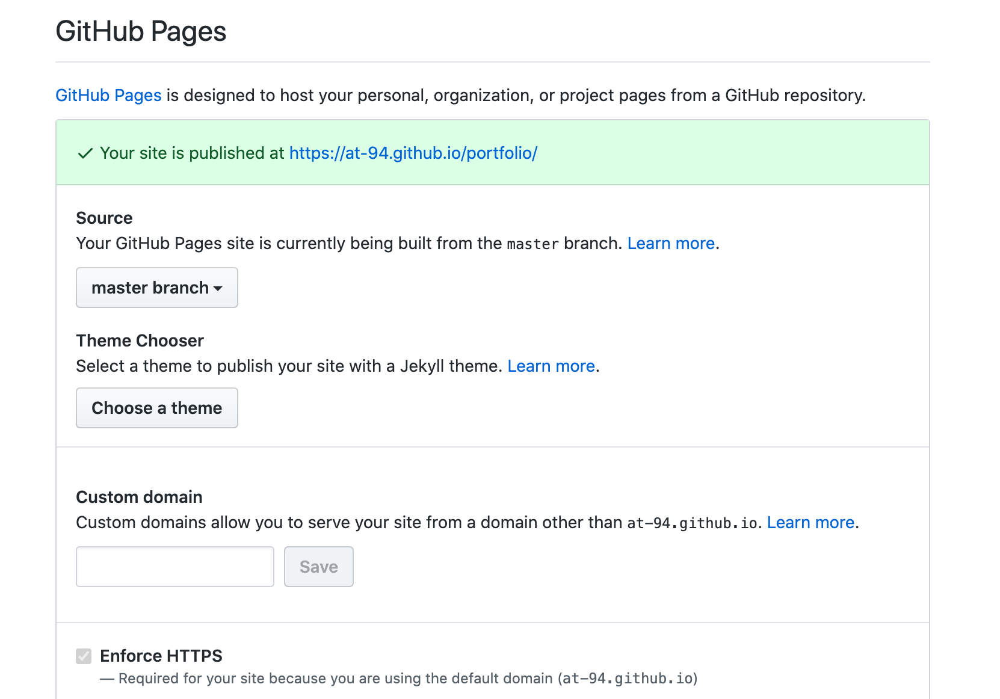 GitHub Pages
GitHub Pages is designed to host your personal, organization, or project pages from a GitHub repository.
Your site is published at https://at-94.github.io/portfolio/
Source
Your GitHub Pages site is currently being built from the master branch. Learn more.
master branch
Theme Chooser
Select a theme to publish your site with a Jekyll theme. Learn more.
Choose a theme
Custom domain
Custom domains allow you to serve your site from a domain other than at-94.github.io. Learn more.
Save
Enforce HTTPS
— Required for your site because you are using the default domain (at-94.github.io)